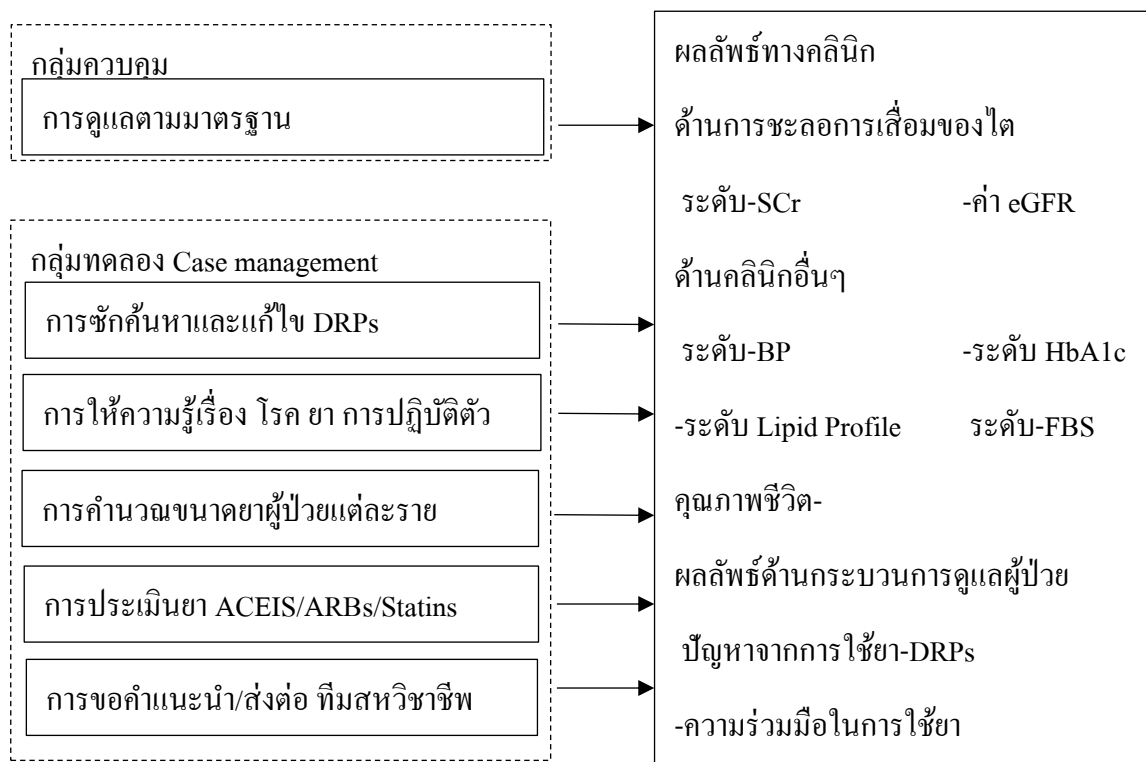 กลุ่มควบคุม
การดูแลตามมาตรฐาน
กลุ่มทดลอง Case management
การซักค้นหาและแก้ไข DRPs
การให้ความรู้เรื่อง โรค ยา การปฏิบัติตัว
การคำนวณขนาดยาผู้ป่วยแต่ละราย
การประเมินยา ACEIS/ARBs/Statins
การขอคำแนะนำ/ส่งต่อ ทีมสหวิชาชีพ
ผลลัพธ์ทางคลินิก
ด้านการชะลอการเสื่อมของไต
ระดับ-SCr -ค่า eGFR
ด้านคลินิกอื่นๆ
ระดับ-BP -ระดับ HbA1c
-ระดับ Lipid Profile ระดับ-FBS
คุณภาพชีวิต-
ผลลัพธ์ด้านกระบวนการดูแลผู้ป่วย
ปัญหาจากการใช้ยา-DRPs
-ความร่วมมือในการใช้ยา